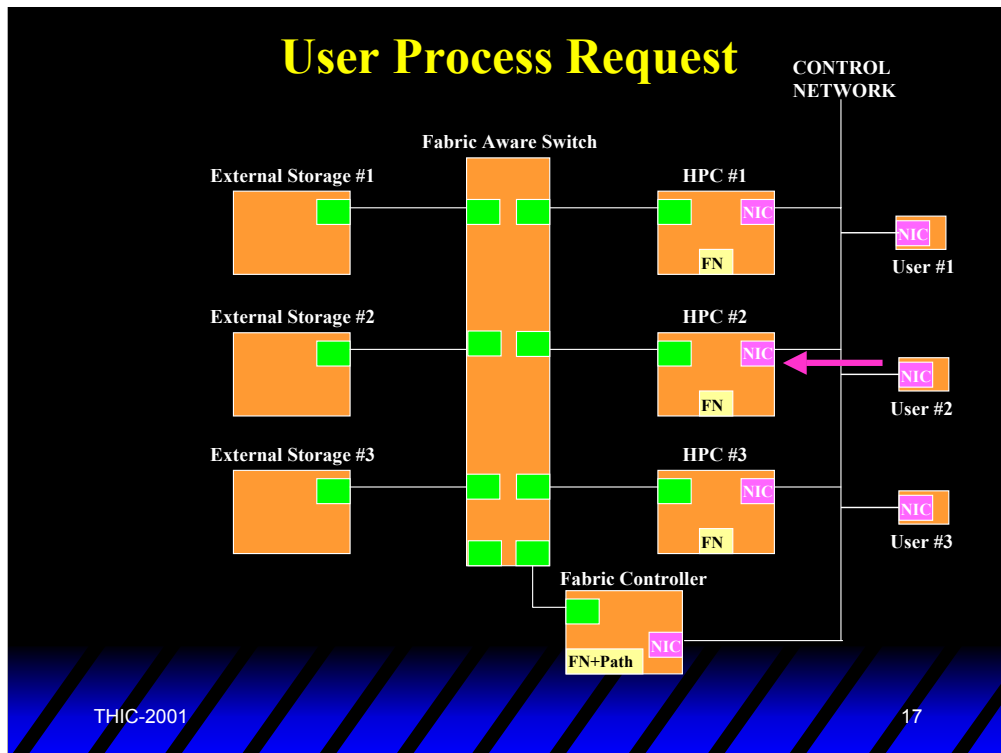 User Process Request
CONTROL
NETWORK
Fabric Aware Switch
External Storage #1
HPC #1
NIC
NIC
FN
User #1
External Storage #2
HPC #2
NIC
NIC
FN
User #2
External Storage #3
HPC #3
NIC
NIC
FN
User #3
Fabric Controller
NIC
FN+Path
THIC-2001
17